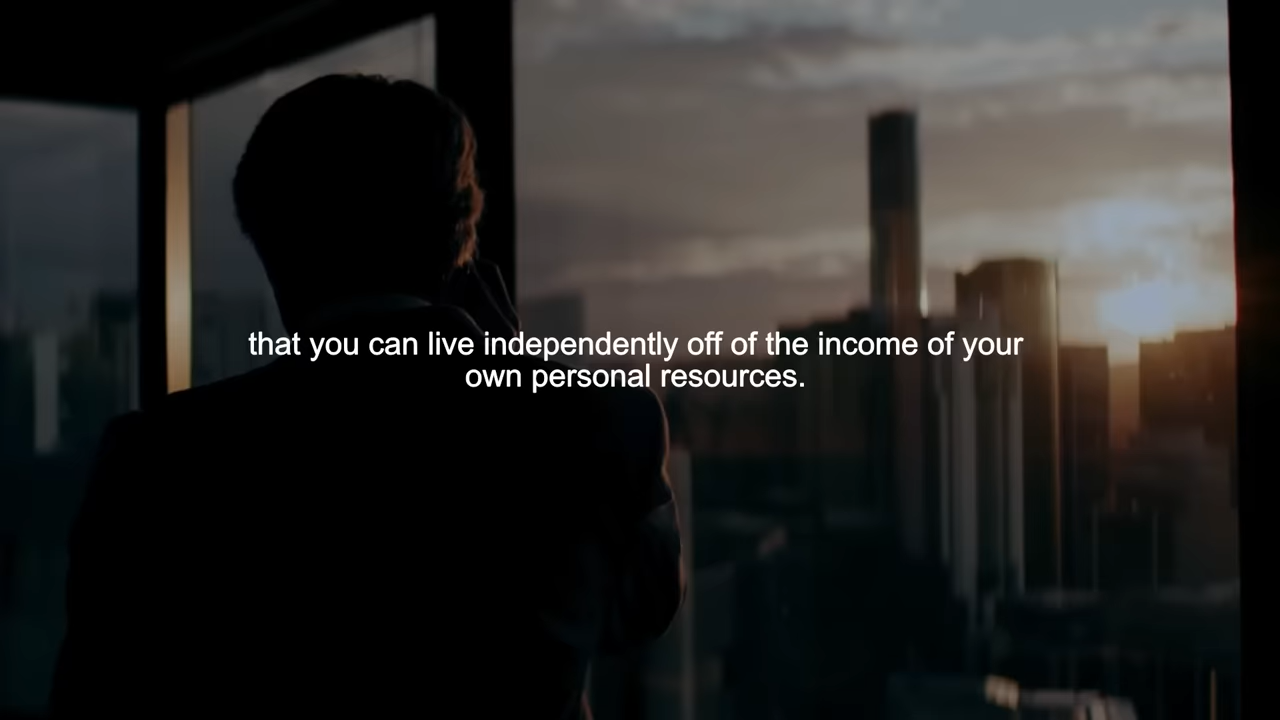 that you can live independently off of the income of your
own personal resources.